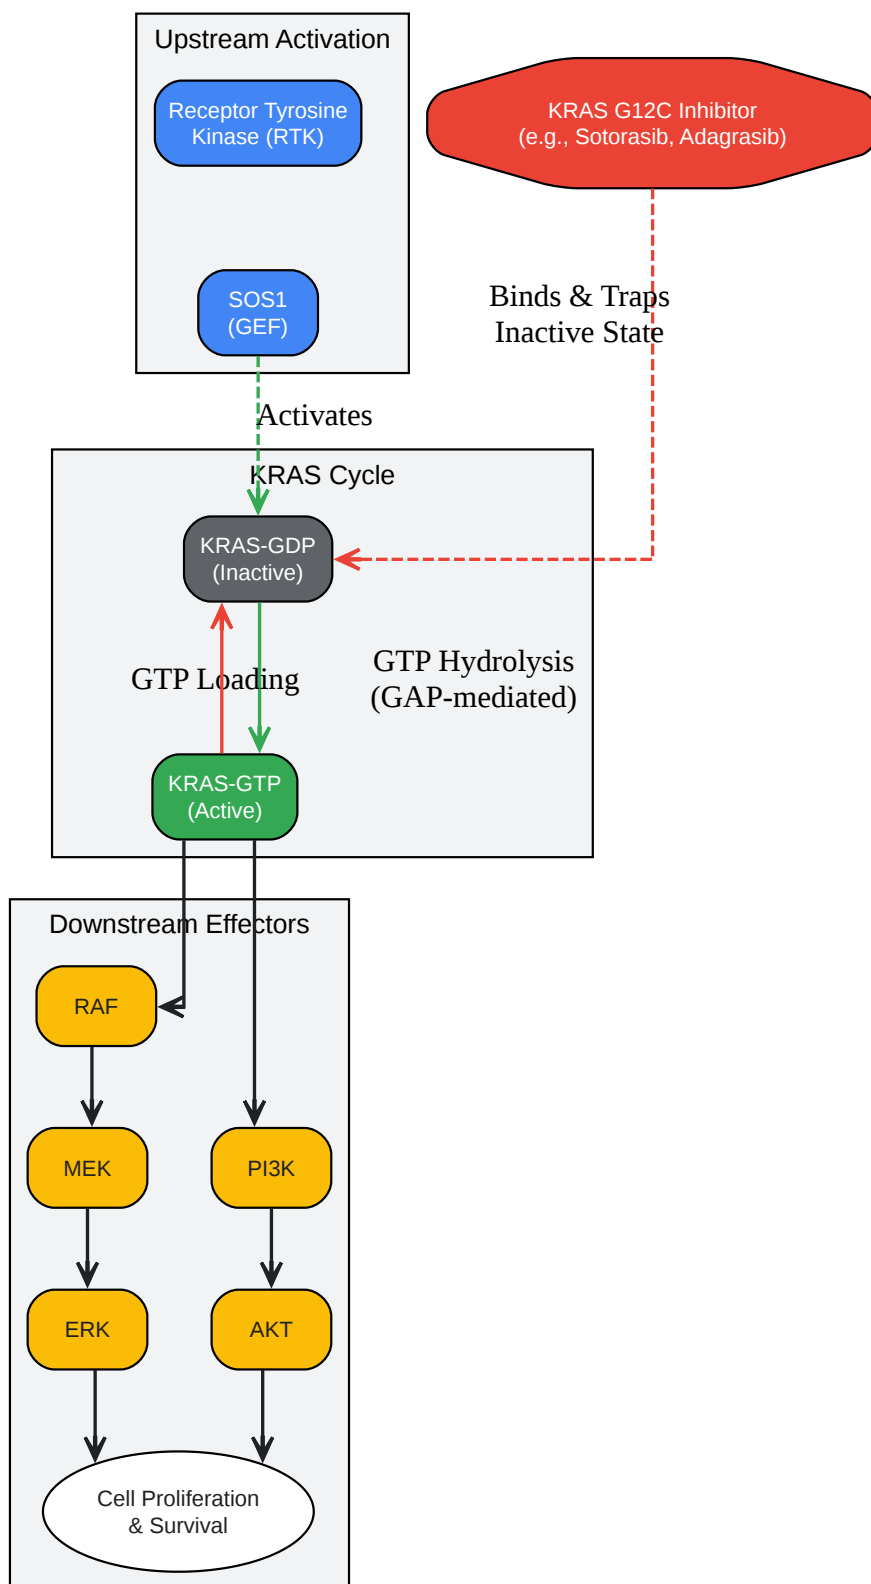 Upstream Activation
Receptor Tyrosine
Kinase (RTK)
KRAS G12C Inhibitor
(e.g., Sotorasib, Adagrasib)
SOS1
(GEF)
Binds & Traps
Inactive State
Activates
KRAS Cycle
KRAS-GDP
(Inactive)
GTP Loading
GTP Hydrolysis
(GAP-mediated)
KRAS-GTP
(Active)
Downstream Effectors
RAF
MEK
PI3K
ERK
AKT
Cell Proliferation
& Survival